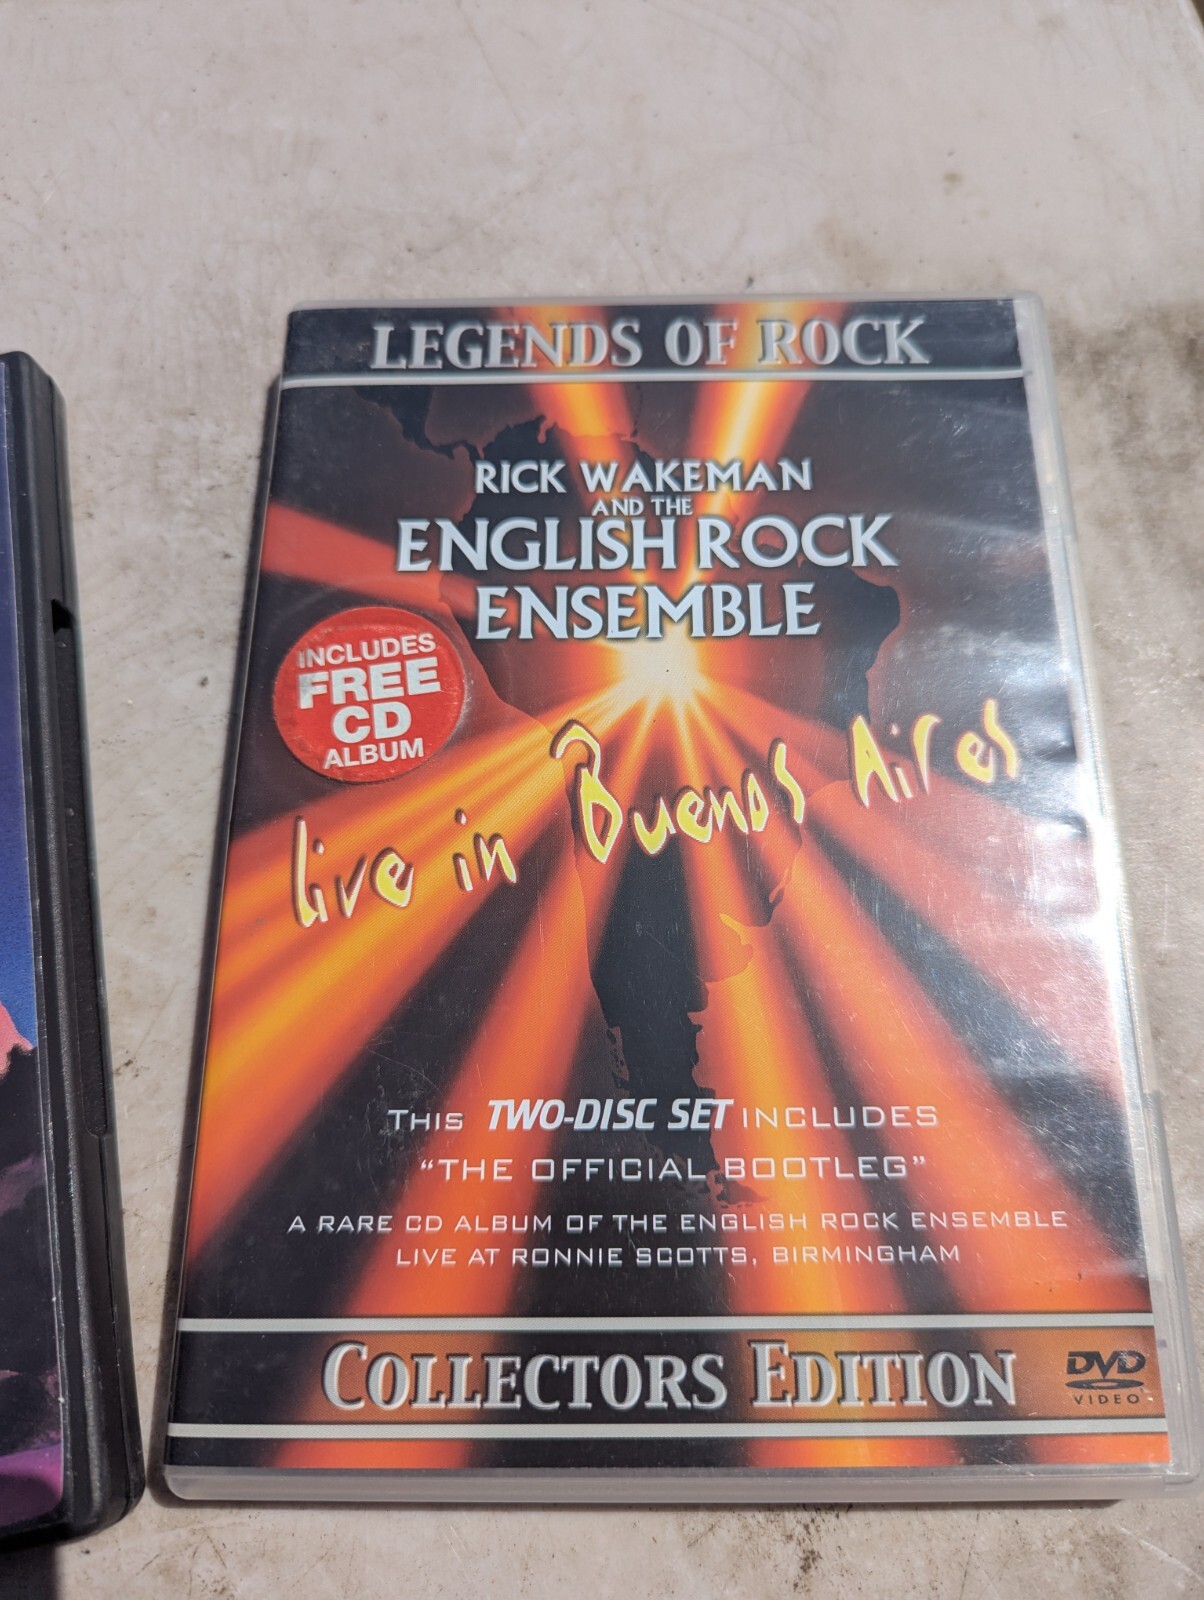 LEGENDS OF ROCK
RICK WAKEMAN
AND THE
ENGLISH ROCK
ENSEMBLE
INCLUDES
FREE
CD
ALBUM
live in Buenos Aires
THIS TWO-DISC SET INCLUDES
"THE OFFICIAL BOOTLEG"
A RARE CD ALBUM OF THE ENGLISH ROCK ENSEMBLE
LIVE AT RONNIE SCOTTS, BIRMINGHAM
COLLECTORS EDITION
DVD
VIDEO